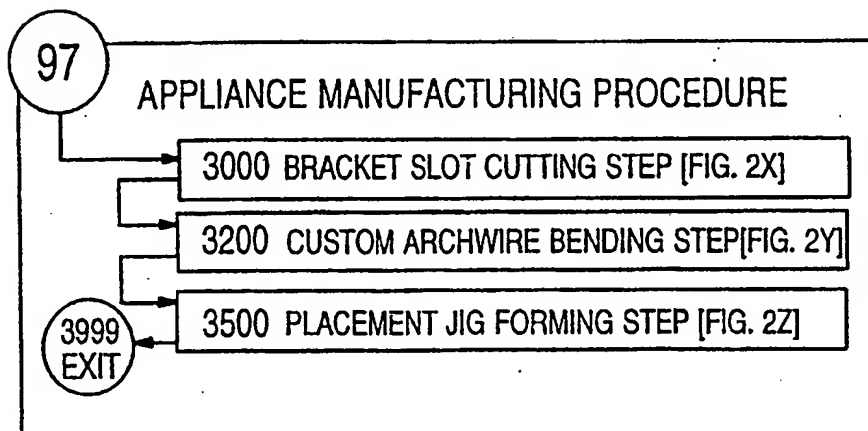 97
APPLIANCE MANUFACTURING PROCEDURE
3000 BRACKET SLOT CUTTING STEP [FIG. 2X]
3200 CUSTOM ARCHWIRE BENDING STEP[FIG. 2Y]
3500 PLACEMENT JIG FORMING STEP [FIG. 2Z]
3999
EXIT